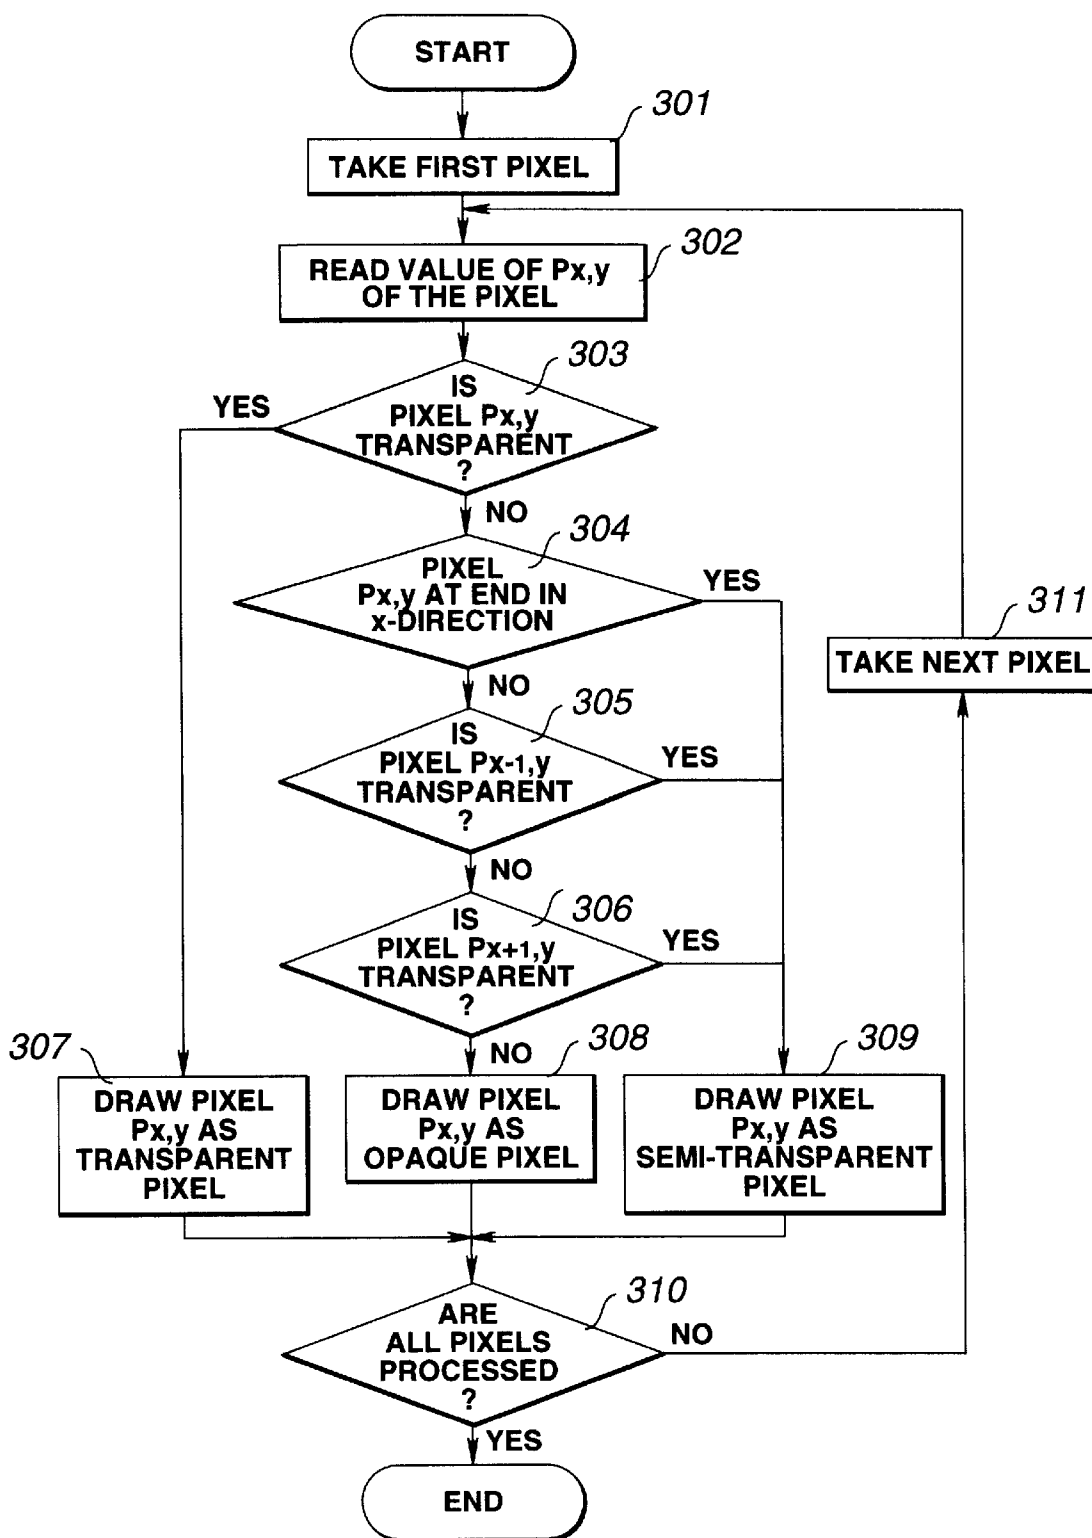 START
301
TAKE FIRST PIXEL
302
READ VALUE OF Px,y
OF THE PIXEL
303
IS
PIXEL Px,y
TRANSPARENT
?
YES
NO
304
PIXEL
Px,y AT END IN
x-DIRECTION
YES
311
TAKE NEXT PIXEL
NO
305
IS
PIXEL Px-1,y
TRANSPARENT
?
YES
NO
306
IS
PIXEL Px+1,y
TRANSPARENT
?
YES
NO
307
DRAW PIXEL
Px,y AS
TRANSPARENT
PIXEL
308
DRAW PIXEL
Px,y AS
OPAQUE PIXEL
309
DRAW PIXEL
Px,y AS
SEMI-TRANSPARENT
PIXEL
310
ARE
ALL PIXELS
PROCESSED
?
NO
YES
END